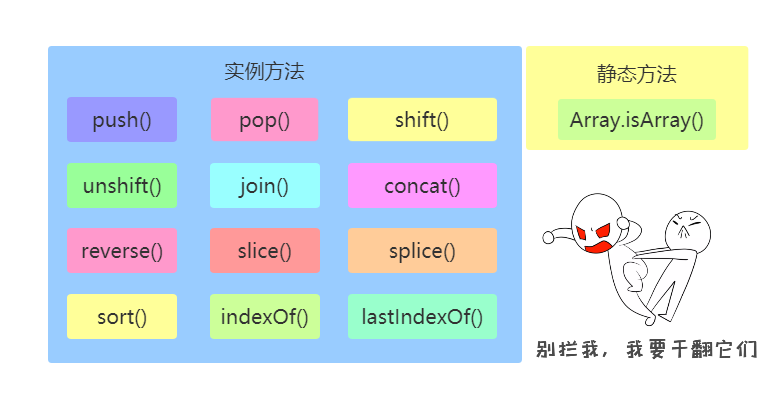 实例方法
静态方法
push()
pop()
shift()
Array.isArray()
unshift()
join()
concat()
reverse()
slice()
splice()
sort()
indexOf()
lastIndexOf()
别拦我，我要干翻它们